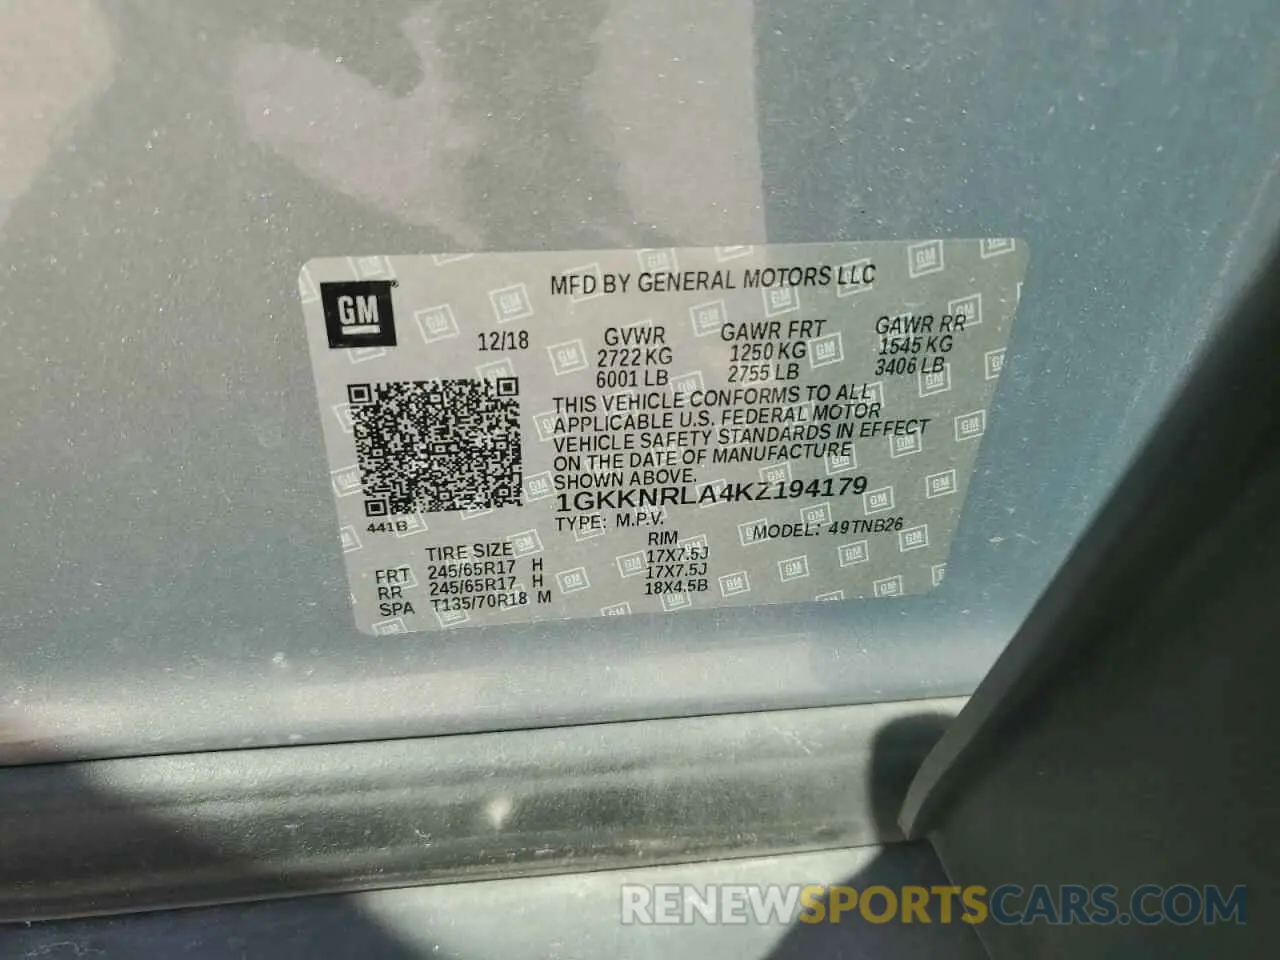 MFD BY GENERAL MOTORS LLC
GM
12/18
GVWR GAWR FRT GAWR RR
2722 KG 1250 KG 1545 KG
6001 LB 2755 LB 3406 LB
THIS VEHICLE CONFORMS TO ALL
APPLICABLE U.S. FEDERAL MOTOR
VEHICLE SAFETY STANDARDS IN EFFECT
ON THE DATE OF MANUFACTURE
SHOWN ABOVE.
1GKKNRLA4KZ194179
441B
TYPE: M.P.V. MODEL: 49TNB26
TIRE SIZE RIM
FRT 245/65R17 H 17X7.5J
RR 245/65R17 H 17X7.5J
SPA T135/70R18 M 18X4.5B
RENEWSPORTSCARS.COM